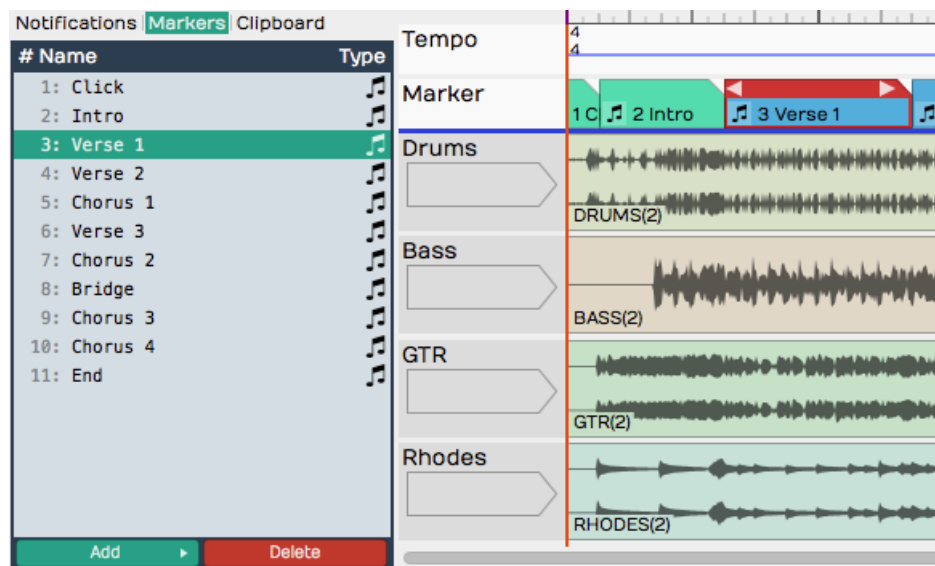 Notifications Markers Clipboard
# Name Type
1: Click
2: Intro
3: Verse 1
4: Verse 2
5: Chorus 1
6: Verse 3
7: Chorus 2
8: Bridge
9: Chorus 3
10: Chorus 4
11: End
Add Delete
Tempo
4
4
Marker
1 C 2 Intro 3 Verse 1
Drums
DRUMS(2)
Bass
BASS(2)
GTR
GTR(2)
Rhodes
RHODES(2)